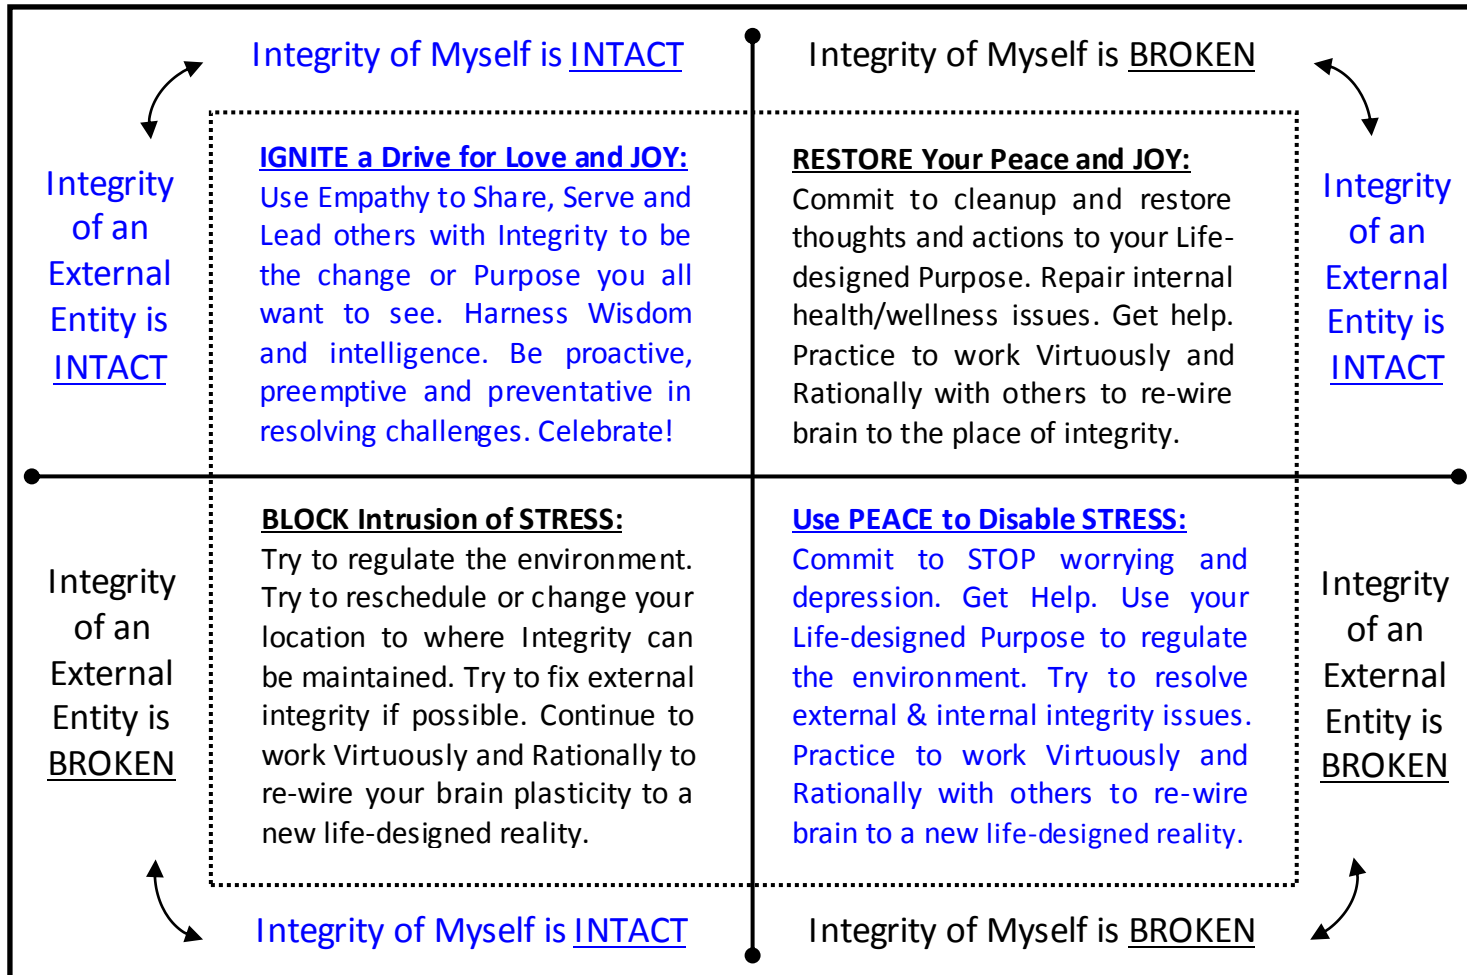 Integrity of Myself is INTACT
Integrity of Myself is BROKEN
Integrity
of an
External
Entity is
INTACT
IGNITE a Drive for Love and JOY:
Use Empathy to Share, Serve and
Lead others with Integrity to be
the change or Purpose you all
want to see. Harness Wisdom
and intelligence. Be proactive,
preemptive and preventative in
resolving challenges. Celebrate!
RESTORE Your Peace and JOY:
Commit to cleanup and restore
thoughts and actions to your Life-
designed Purpose. Repair internal
health/wellness issues. Get help.
Practice to work Virtuously and
Rationally with others to re-wire
brain to the place of integrity.
Integrity
of an
External
Entity is
INTACT
Integrity
of an
External
Entity is
BROKEN
BLOCK Intrusion of STRESS:
Try to regulate the environment.
Try to reschedule or change your
location to where Integrity can
be maintained. Try to fix external
integrity if possible. Continue to
work Virtuously and Rationally to
re-wire your brain plasticity to a
new life-designed reality.
Use PEACE to Disable STRESS:
Commit to STOP worrying and
depression. Get Help. Use your
Life-designed Purpose to regulate
the environment. Try to resolve
external & internal integrity issues.
Practice to work Virtuously and
Rationally with others to re-wire
brain to a new life-designed reality.
Integrity
of an
External
Entity is
BROKEN
Integrity of Myself is INTACT
Integrity of Myself is BROKEN